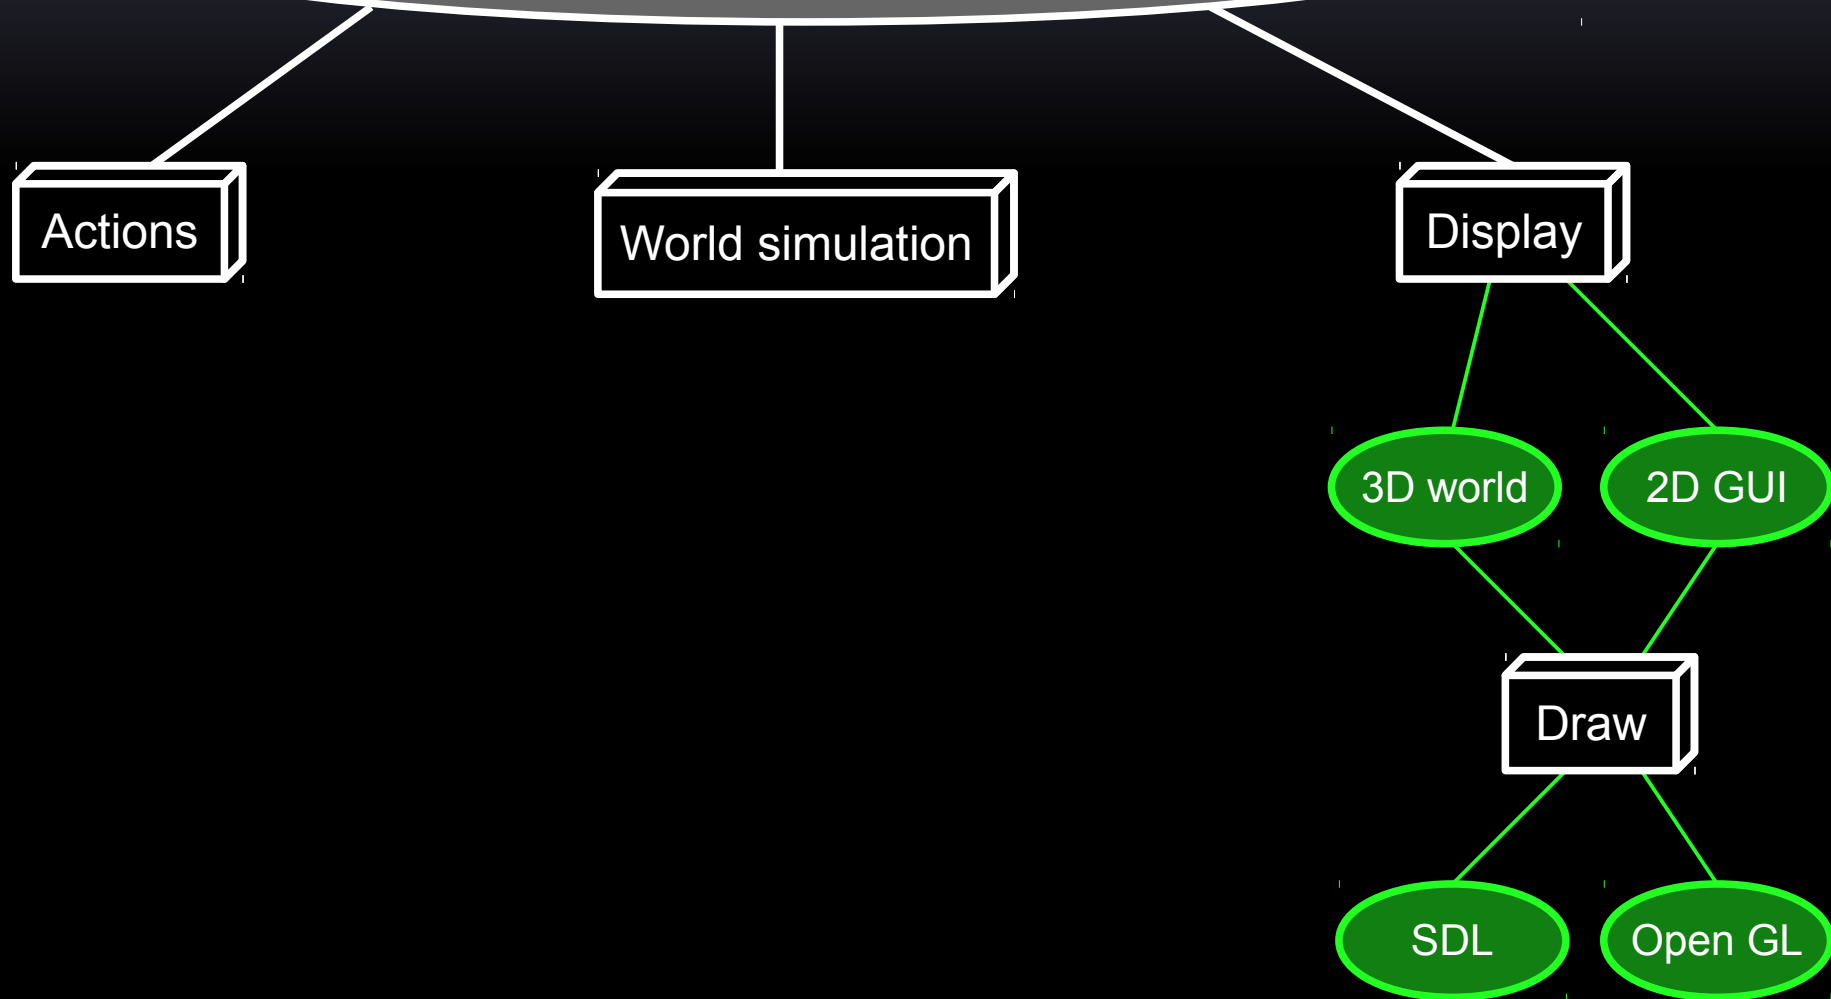 Actions
World simulation
Display
3D world
2D GUI
Draw
SDL
Open GL